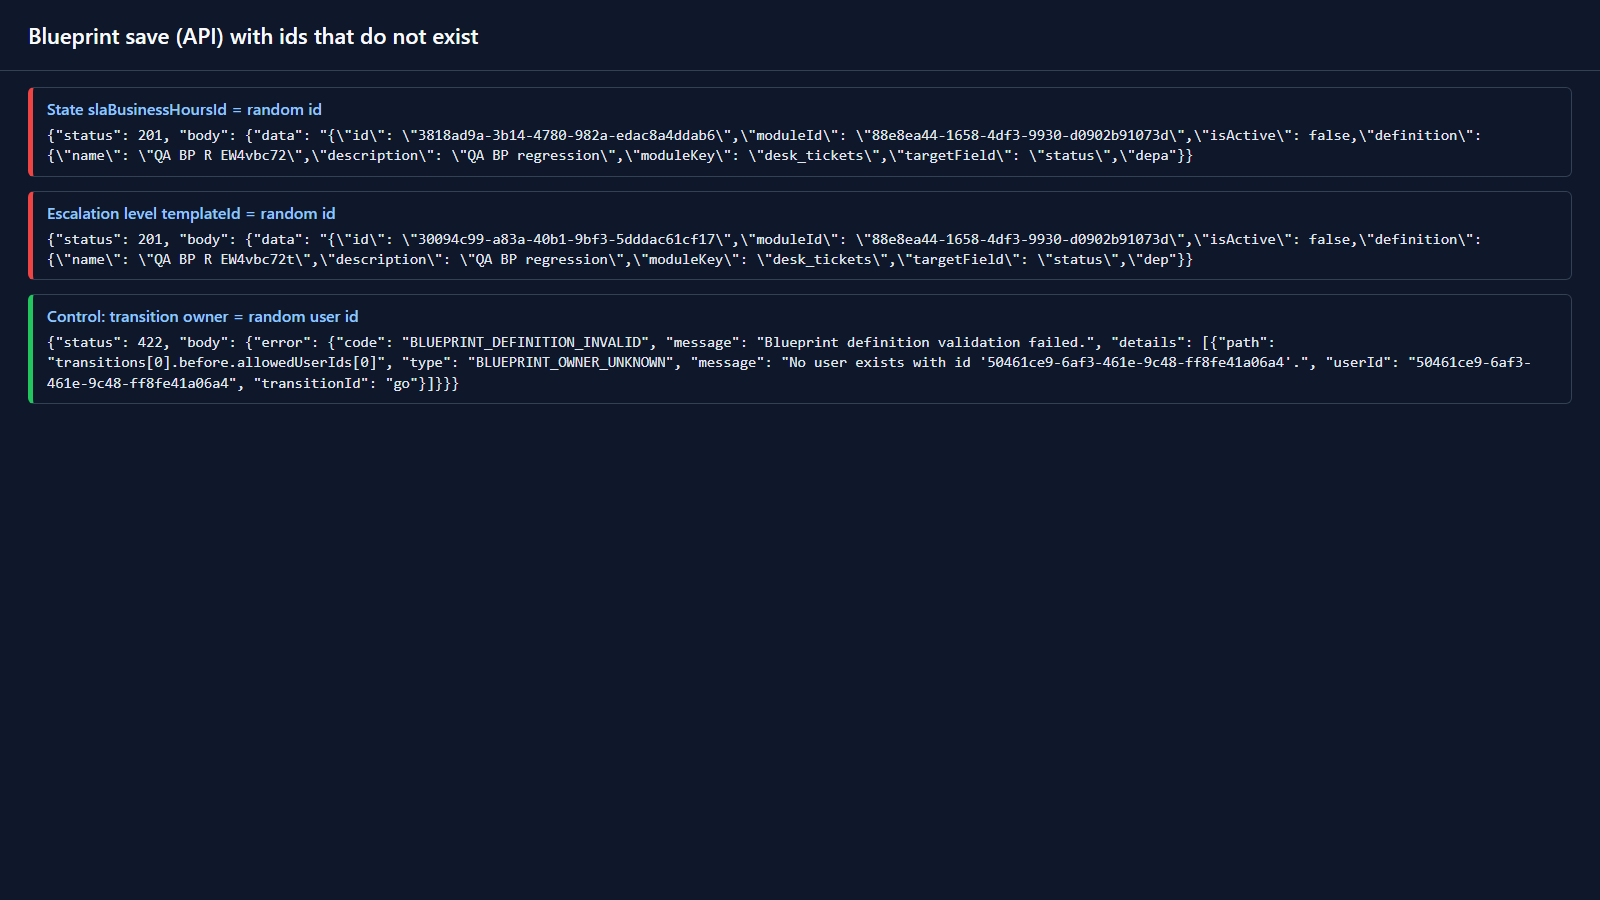 Blueprint save (API) with ids that do not exist
State slaBusinessHoursId = random id
{"status": 201, "body": {"data": "{\"id\": \"3818ad9a-3b14-4780-982a-edac8a4ddab6\",\"moduleId\": \"88e8ea44-1658-4df3-9930-d0902b91073d\",\"isActive\": false,\"definition\":
{\"name\": \"QA BP R EW4vbc72\",\"description\": \"QA BP regression\",\"moduleKey\": \"desk_tickets\",\"targetField\": \"status\",\"depa"}}
Escalation level templateId = random id
{"status": 201, "body": {"data": "{\"id\": \"30094c99-a83a-40b1-9bf3-5dddac61cf17\",\"moduleId\": \"88e8ea44-1658-4df3-9930-d0902b91073d\",\"isActive\": false,\"definition\":
{\"name\": \"QA BP R EW4vbc72t\",\"description\": \"QA BP regression\",\"moduleKey\": \"desk_tickets\",\"targetField\": \"status\",\"dep"}}
Control: transition owner = random user id
{"status": 422, "body": {"error": {"code": "BLUEPRINT_DEFINITION_INVALID", "message": "Blueprint definition validation failed.", "details": [{"path":
"transitions[0].before.allowedUserIds[0]", "type": "BLUEPRINT_OWNER_UNKNOWN", "message": "No user exists with id '50461ce9-6af3-461e-9c48-ff8fe41a06a4'.", "userId": "50461ce9-6af3-
461e-9c48-ff8fe41a06a4", "transitionId": "go"}]}}}